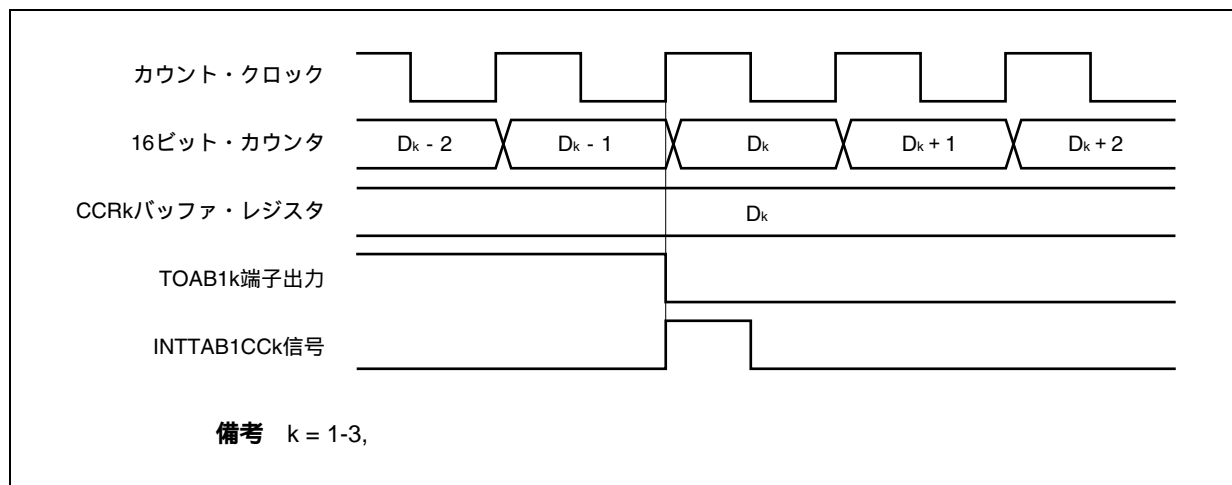 カウント・クロック
16ビット・カウンタ
Dk - 2
Dk - 1
Dk
Dk + 1
Dk + 2
CCRkバッファ・レジスタ
Dk
TOAB1k端子出力
INTTAB1CCk信号
備考 k = 1-3,